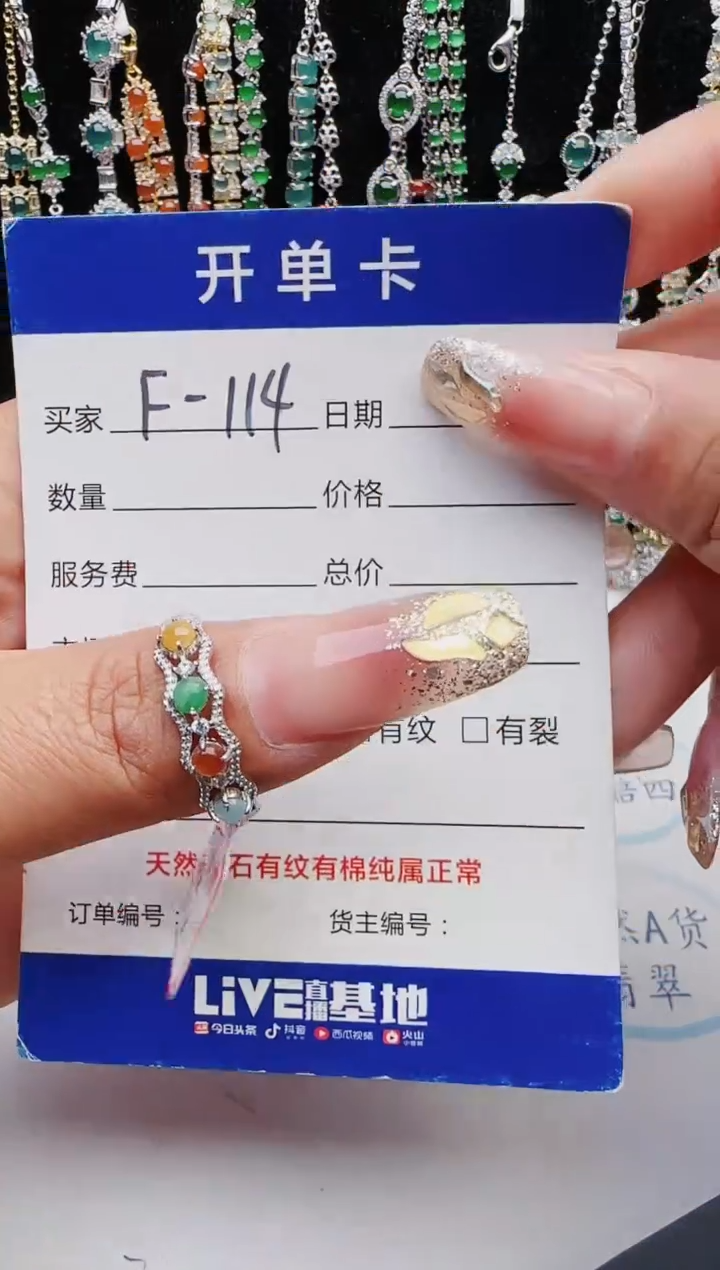 开单卡
买家 F-114 日期
数量 价格
服务费 总价
有纹 □有裂
天然 石有纹有棉纯属正常
订单编号： 货主编号：
LiVE直播基地
今日头条 抖音 西瓜视频 火山
四
然A货
翡翠